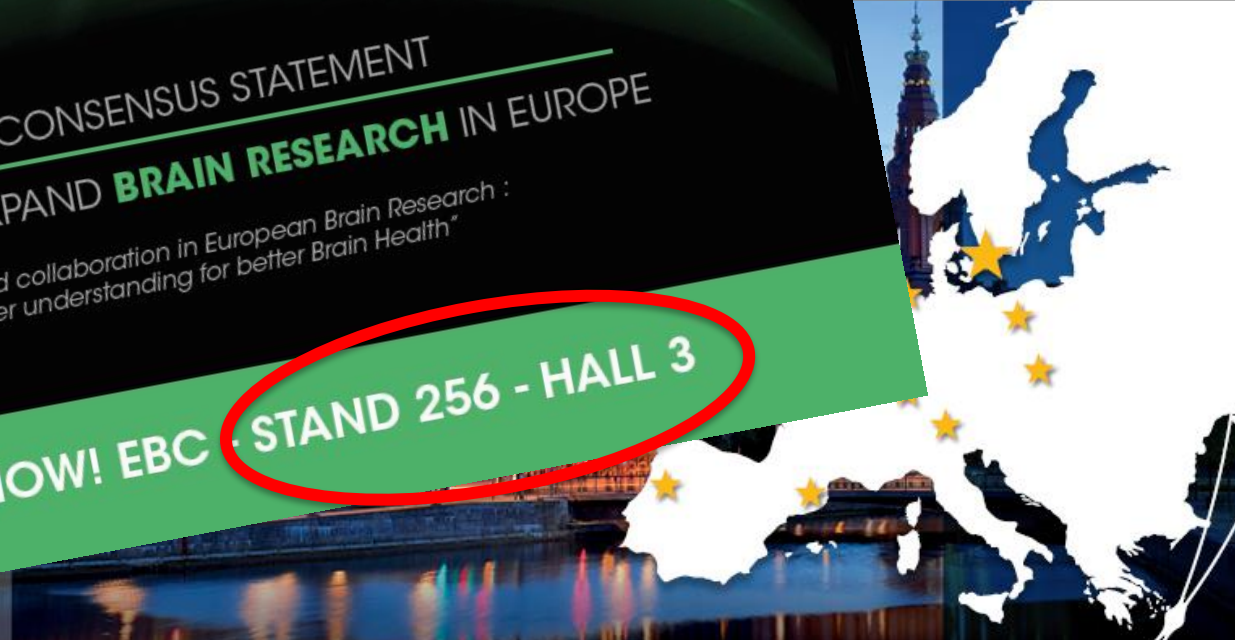 CONSENSUS STATEMENT
PAND BRAIN RESEARCH IN EUROPE
d collaboration in European Brain Research :
er understanding for better Brain Health”
NOW! EBC - STAND 256 - HALL 3